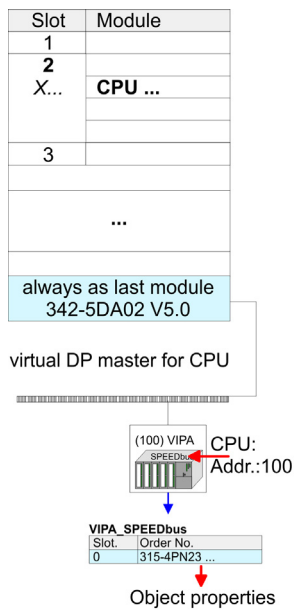 Slot Module
1
2
X... CPU ...
3
...
always as last module
342-5DA02 V5.0
virtual DP master for CPU
(100) VIPA
SPEEDbus
CPU:
Addr.:100
VIPA_SPEEDbus
Slot. Order No.
0 315-4PN23 ...
Object properties